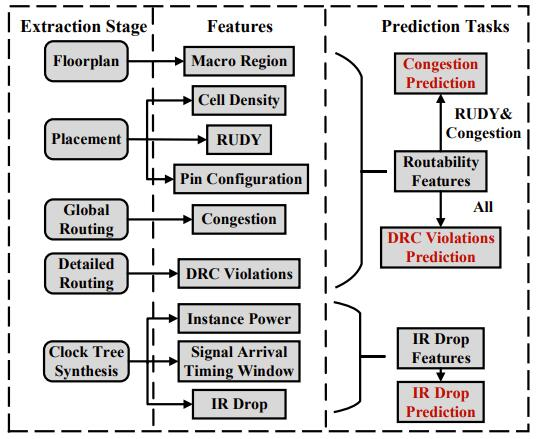 Extraction Stage
Features
Prediction Tasks
Floorplan
Macro Region
Placement
Cell Density
RUDY
Pin Configuration
Global
Routing
Congestion
Detailed
Routing
DRC Violations
Clock Tree
Synthesis
Instance Power
Signal Arrival
Timing Window
IR Drop
Congestion
Prediction
RUDY&
Congestion
Routability
Features
All
DRC Violations
Prediction
IR Drop
Features
IR Drop
Prediction